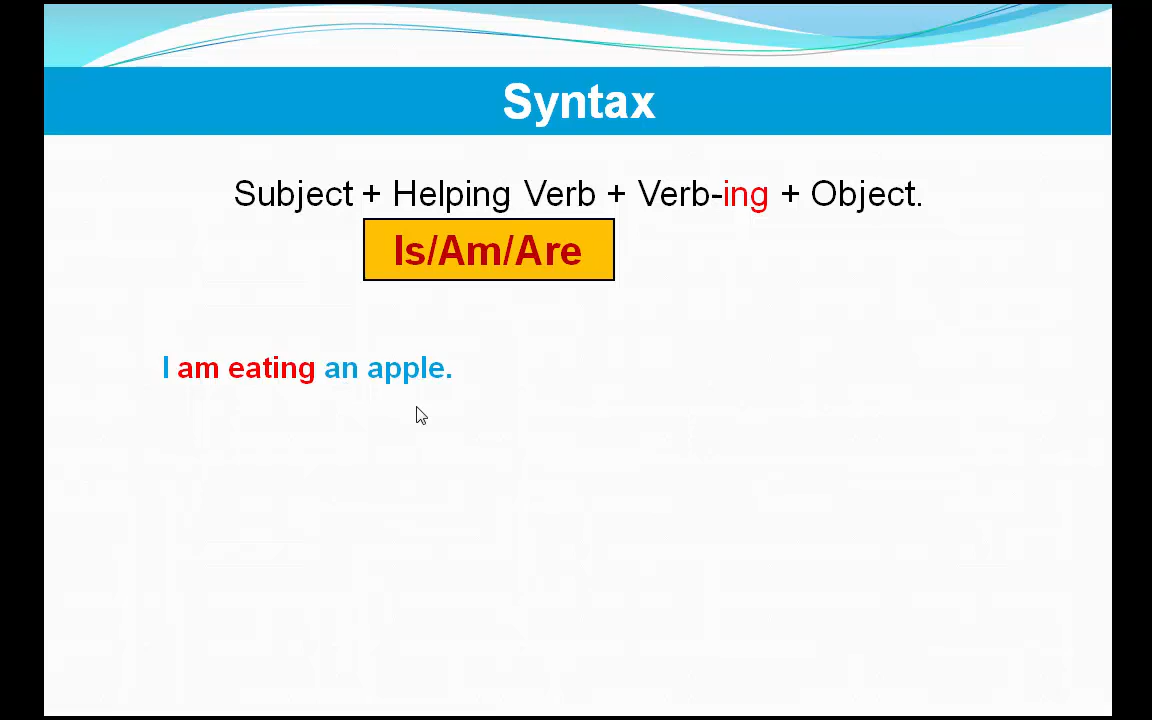 Syntax
Subject + Helping Verb + Verb-ing + Object.
Is/Am/Are
I am eating an apple.